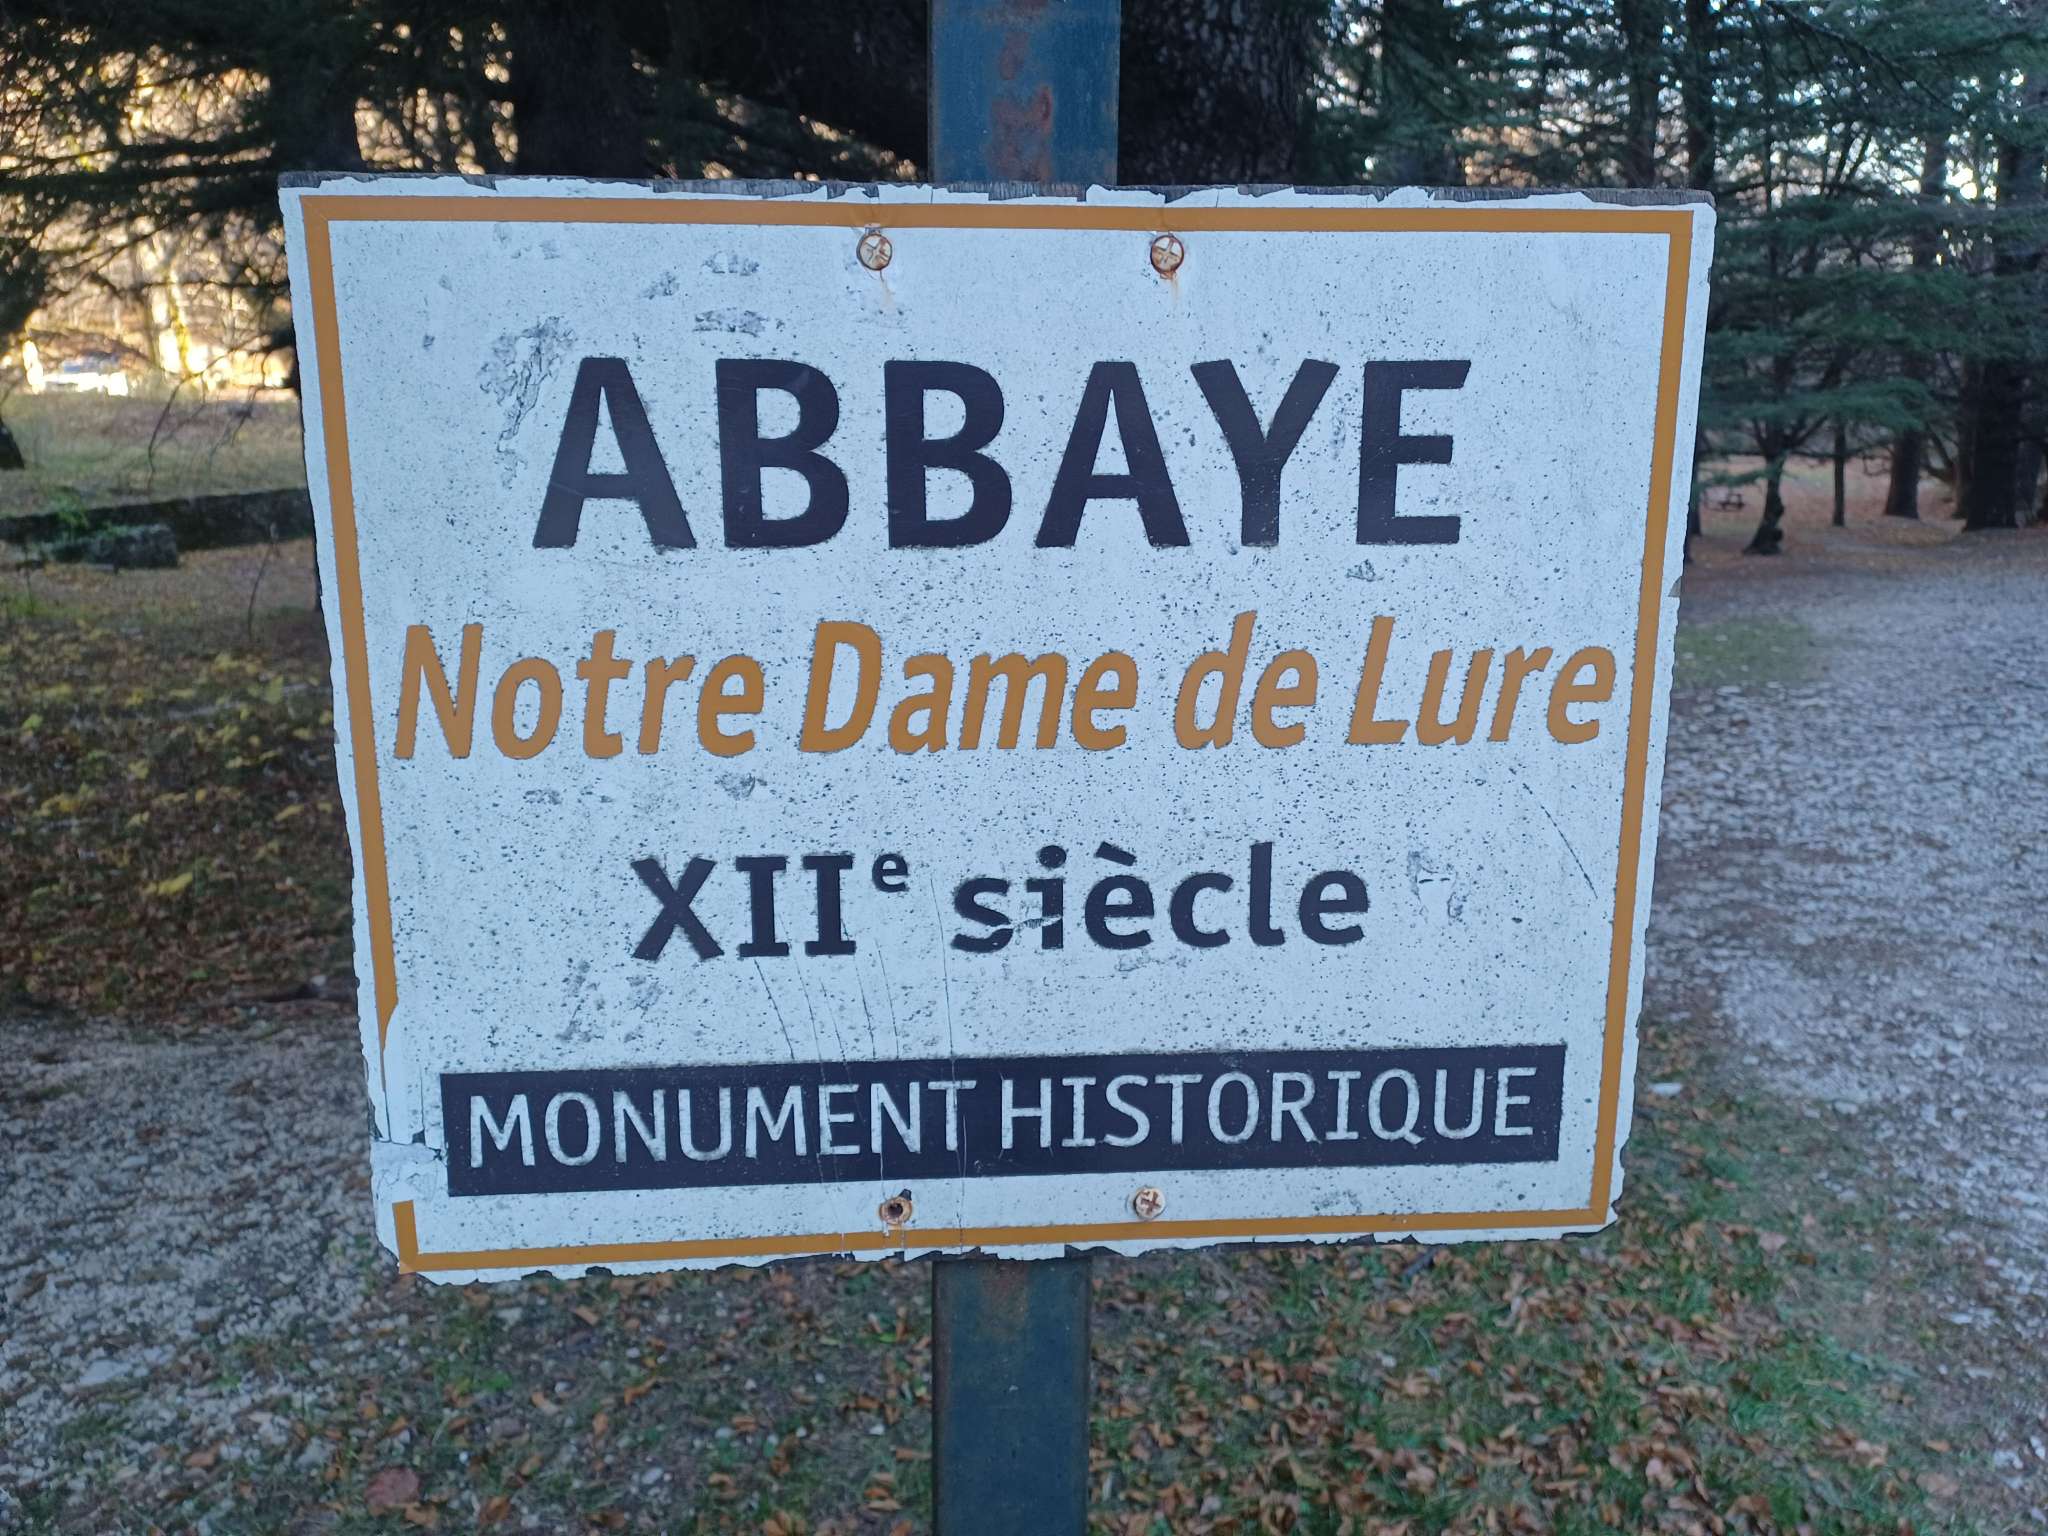 ABBAYE
Notre Dame de Lure
XIIe siècle
MONUMENT HISTORIQUE